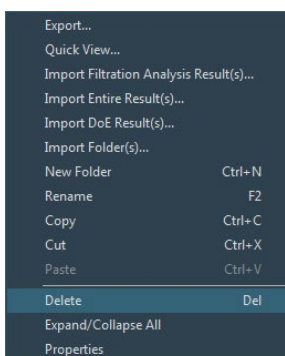 Export...
Quick View...
Import Filtration Analysis Result(s)...
Import Entire Result(s)...
Import DoE Result(s)...
Import Folder(s)...
New Folder Ctrl+N
Rename F2
Copy Ctrl+C
Cut Ctrl+X
Paste Ctrl+V
Delete Del
Expand/Collapse All
Properties